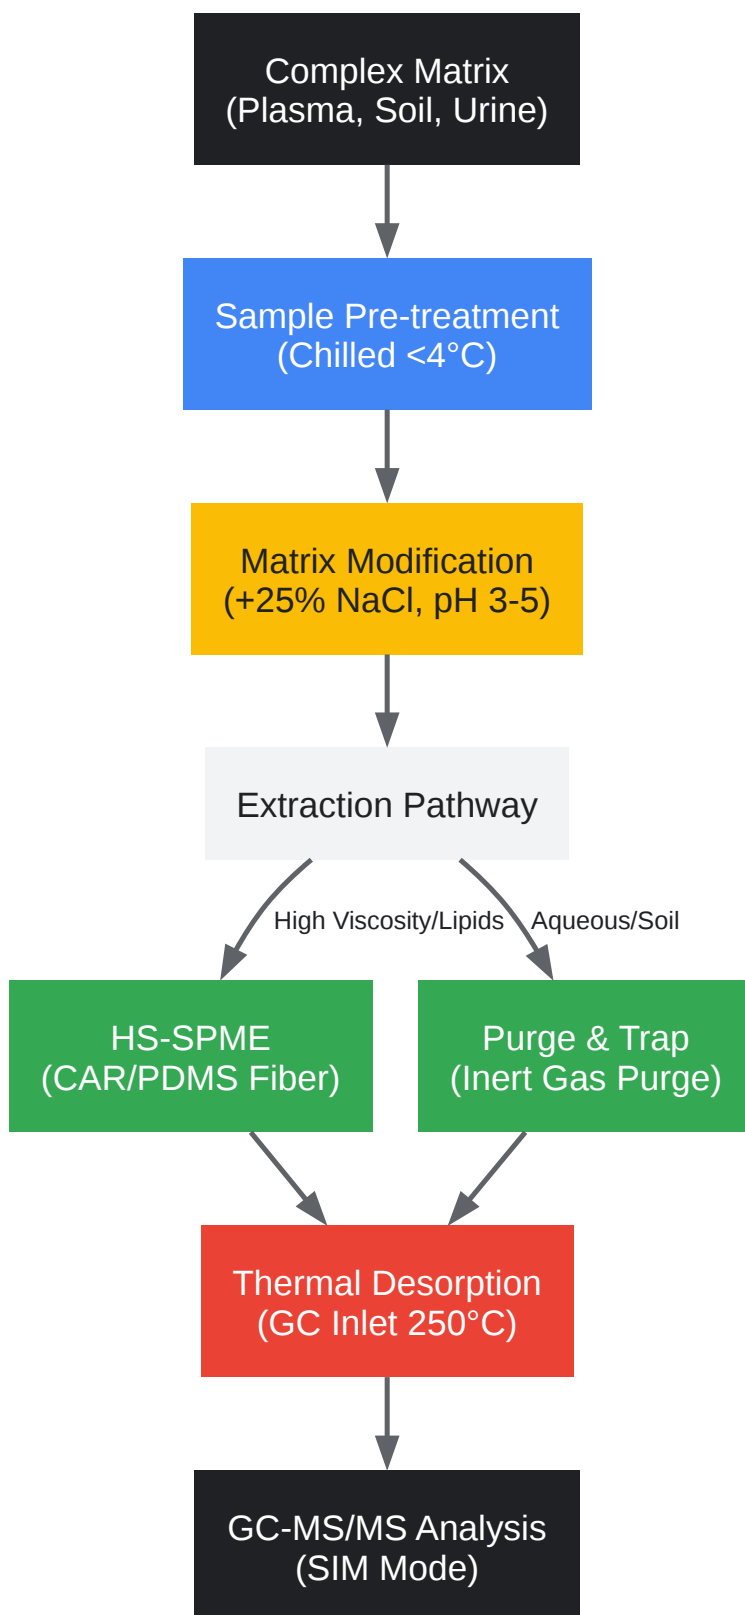 Complex Matrix
(Plasma, Soil, Urine)
Sample Pre-treatment
(Chilled <4°C)
Matrix Modification
(+25% NaCl, pH 3-5)
Extraction Pathway
High Viscosity/Lipids
Aqueous/Soil
HS-SPME
(CAR/PDMS Fiber)
Purge & Trap
(Inert Gas Purge)
Thermal Desorption
(GC Inlet 250°C)
GC-MS/MS Analysis
(SIM Mode)